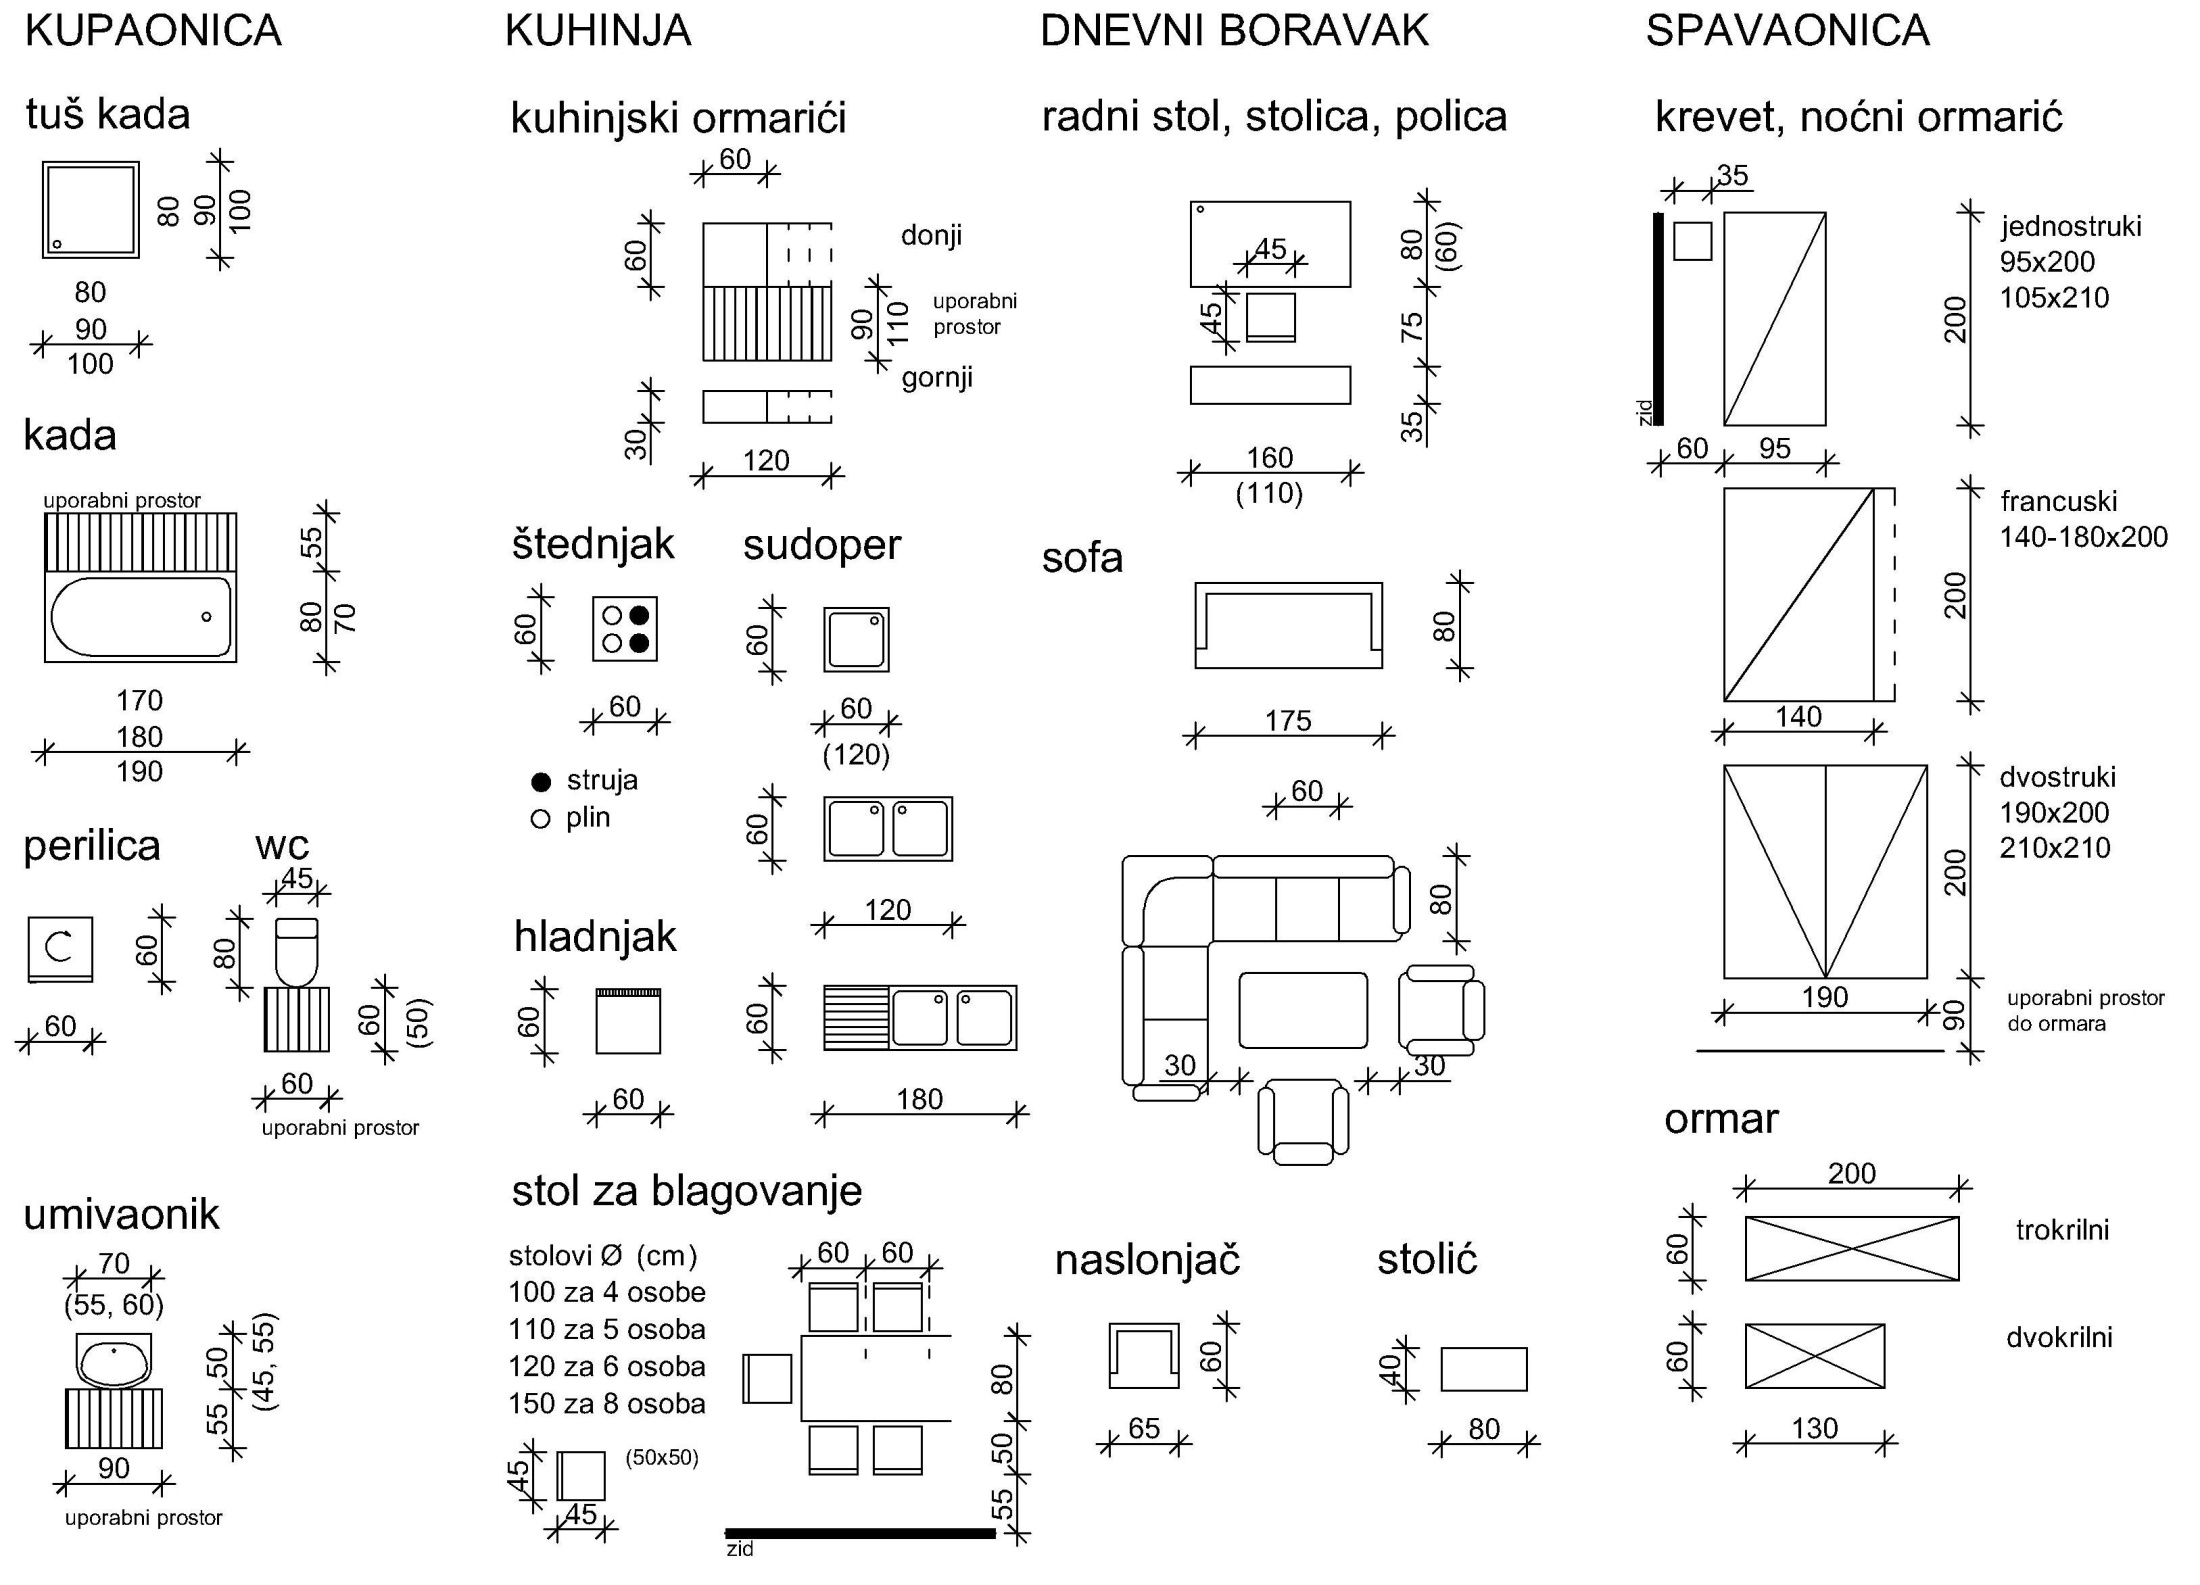 KUPAONICA
tuš kada
80
90
100
80
90
100
kada
uporabni prostor
55
80
70
170
180
190
perilica
60
60
wc
45
80
60
(50)
60
uporabni prostor
umivaonik
70
(55, 60)
50
(45, 55)
55
90
uporabni prostor
KUHINJA
kuhinjski ormarići
60
60
donji
90
110
uporabni
prostor
gornji
30
120
štednjak
60
60
struja
plin
sudoper
60
60
(120)
60
120
60
180
hladnjak
60
60
stol za blagovanje
stolovi Ø (cm)
100 za 4 osobe
110 za 5 osoba
120 za 6 osoba
150 za 8 osoba
45
(50x50)
45
60 60
80
50
55
zid
DNEVNI BORAVAK
radni stol, stolica, polica
45
80
(60)
45
75
35
160
(110)
sofa
80
175
60
80
30
30
naslonjač
60
65
stolić
40
80
SPAVAONICA
krevet, noćni ormarić
35
jednostruki
95x200
105x210
200
zid
60 95
francuski
140-180x200
200
140
dvostruki
190x200
210x210
200
190
90
uporabni prostor
do ormara
ormar
200
60
trokrilni
60
dvokrilni
130